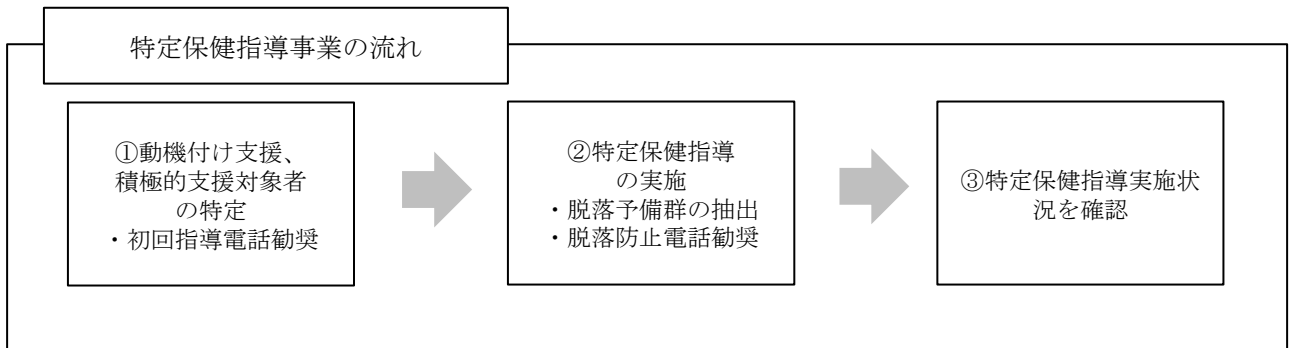 特定保健指導事業の流れ
①動機付け支援、
積極的支援対象者
の特定
・初回指導電話勧奨
②特定保健指導
の実施
・脱落予備群の抽出
・脱落防止電話勧奨
③特定保健指導実施状
況を確認